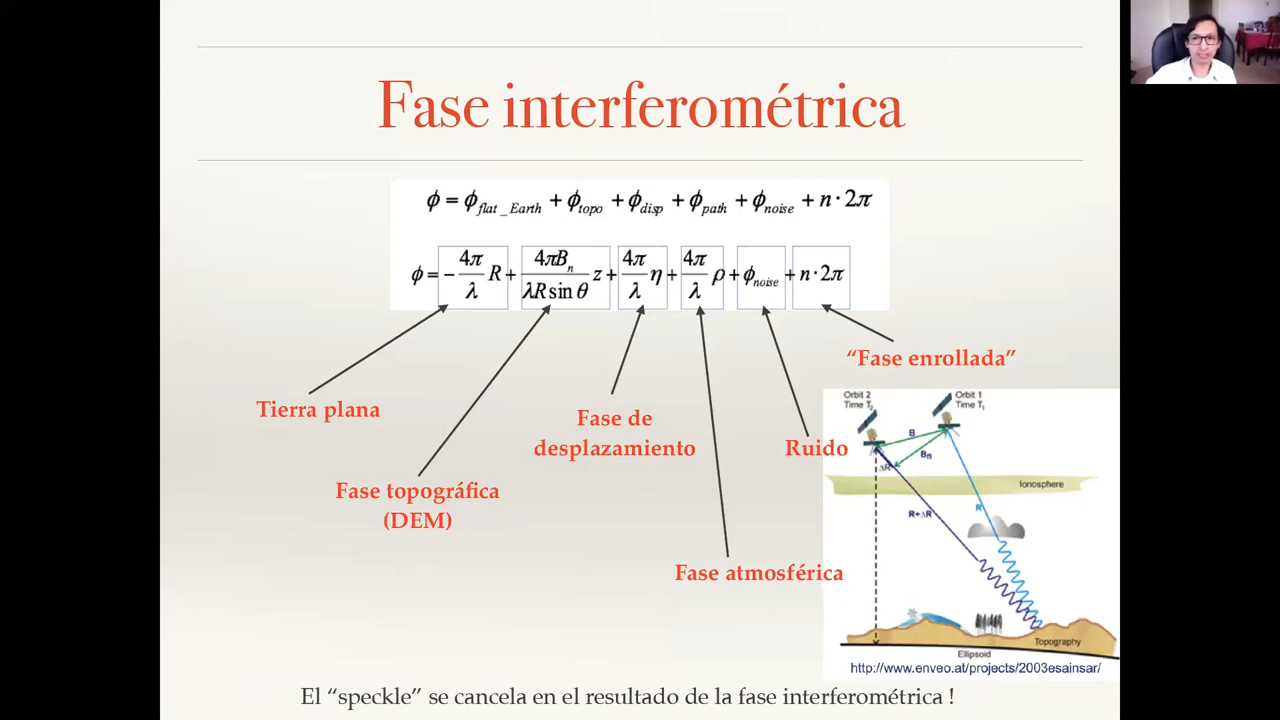 Fase interferométrica
ϕ = ϕ_flat_Earth + ϕ_topo + ϕ_disp + ϕ_path + ϕ_noise + n·2π
ϕ = − 4π/λ R + 4πB_n/λR sin θ z + 4π/λ η + 4π/λ ρ + ϕ_noise + n·2π
“Fase enrollada”
Tierra plana
Fase de
desplazamiento
Ruido
Fase topográfica
(DEM)
Fase atmosférica
Orbit 2
Time T₂
Orbit 1
Time T₁
B
Bn
ΔR
Ionosphere
R
R+ΔR
Topography
Ellipsoid
http://www.enveo.at/projects/2003esainsar/
El “speckle” se cancela en el resultado de la fase interferométrica !